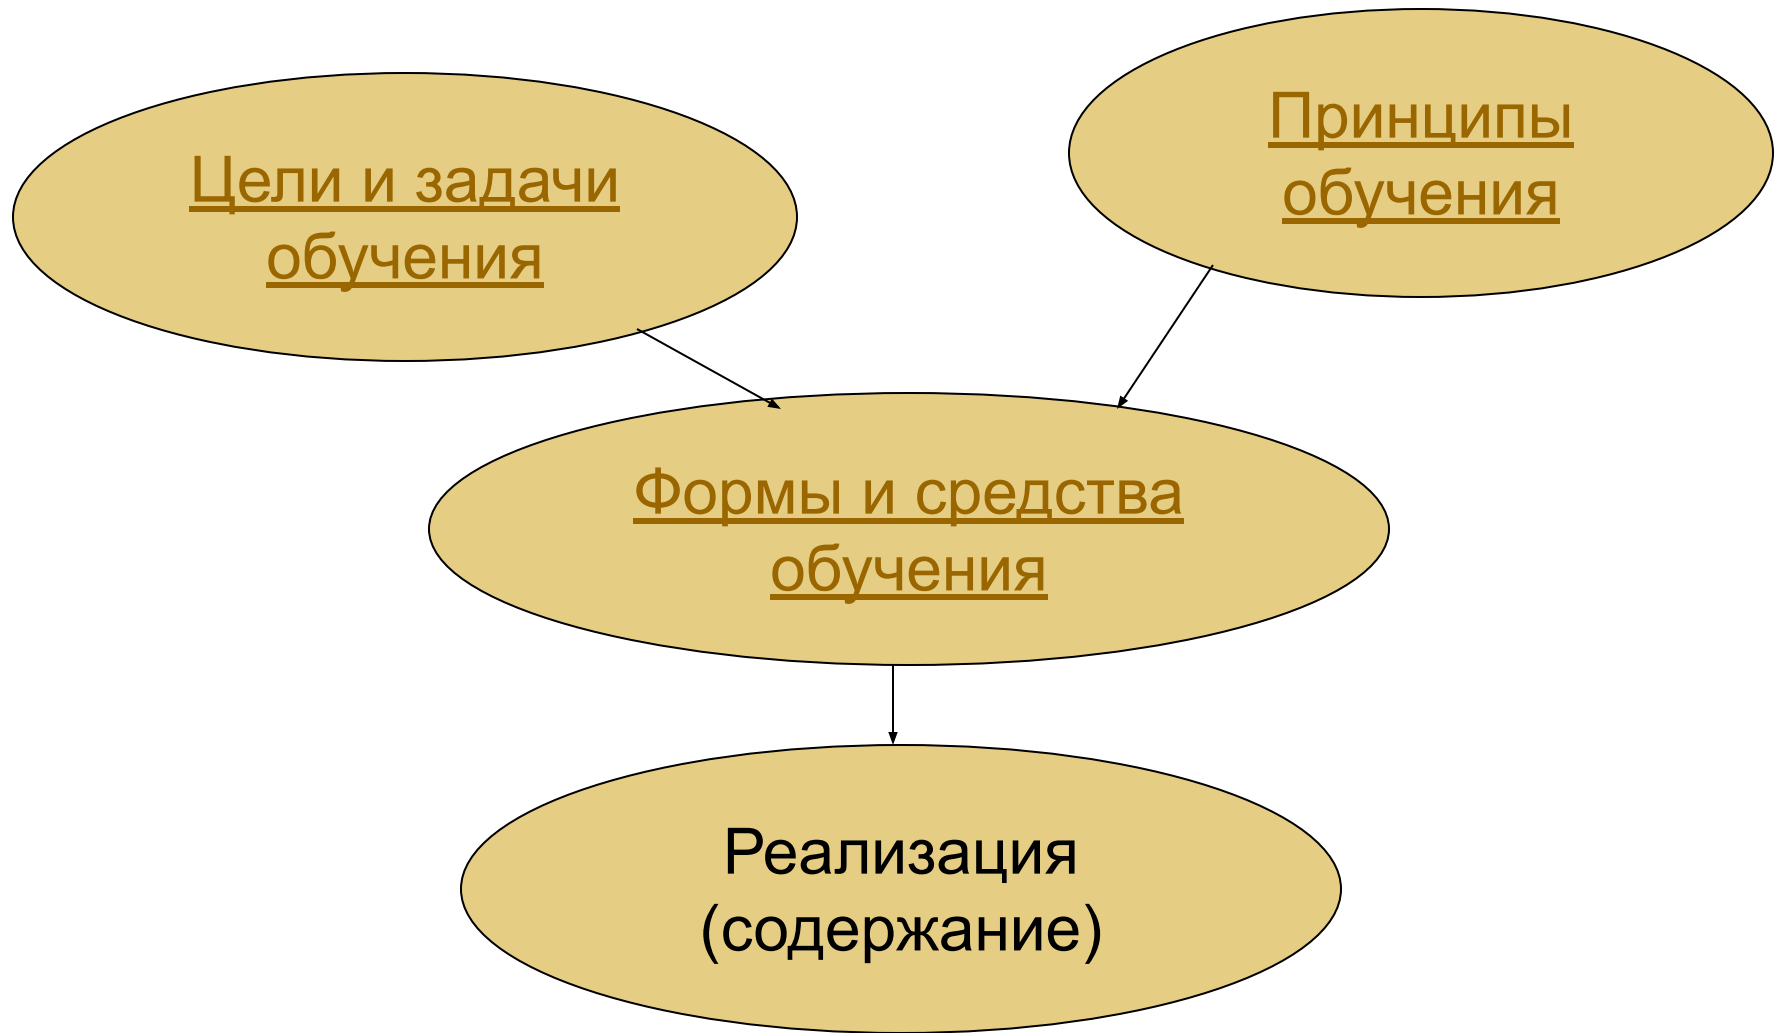 Цели и задачи
обучения
Принципы
обучения
Формы и средства
обучения
Реализация
(содержание)